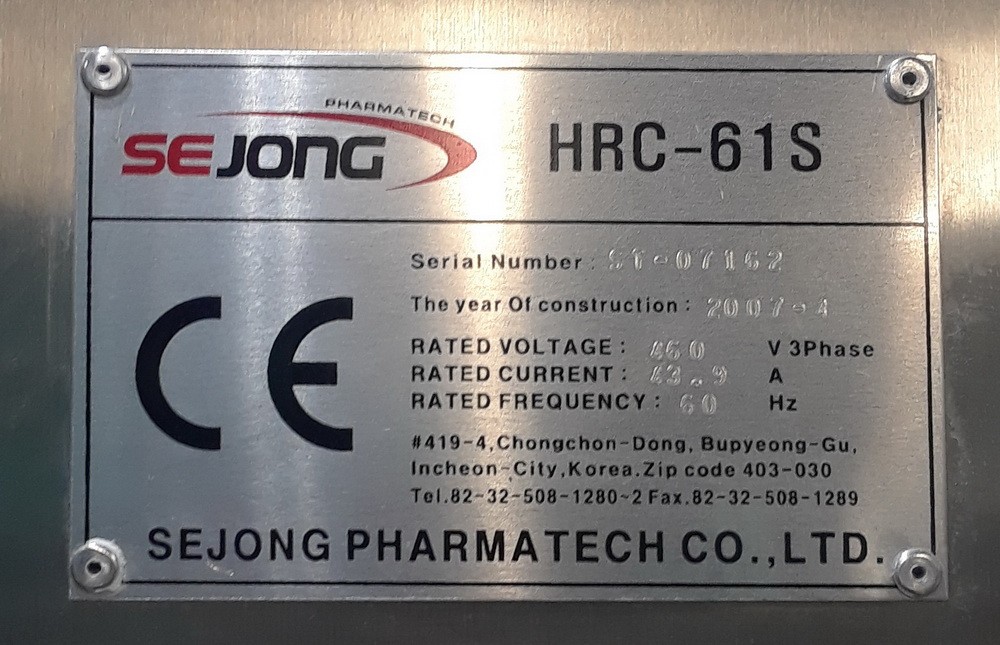 PHARMATECH
SEJONG
HRC-61S
Serial Number : ST-07162
The year Of construction : 2007-4
CE
RATED VOLTAGE : 460 V 3Phase
RATED CURRENT : 43.9 A
RATED FREQUENCY : 60 Hz
#419-4,Chongchon-Dong, Bupyeong-Gu,
Incheon-City,Korea.Zip code 403-030
Tel.82-32-508-1280~2 Fax.82-32-508-1289
SEJONG PHARMATECH CO.,LTD.